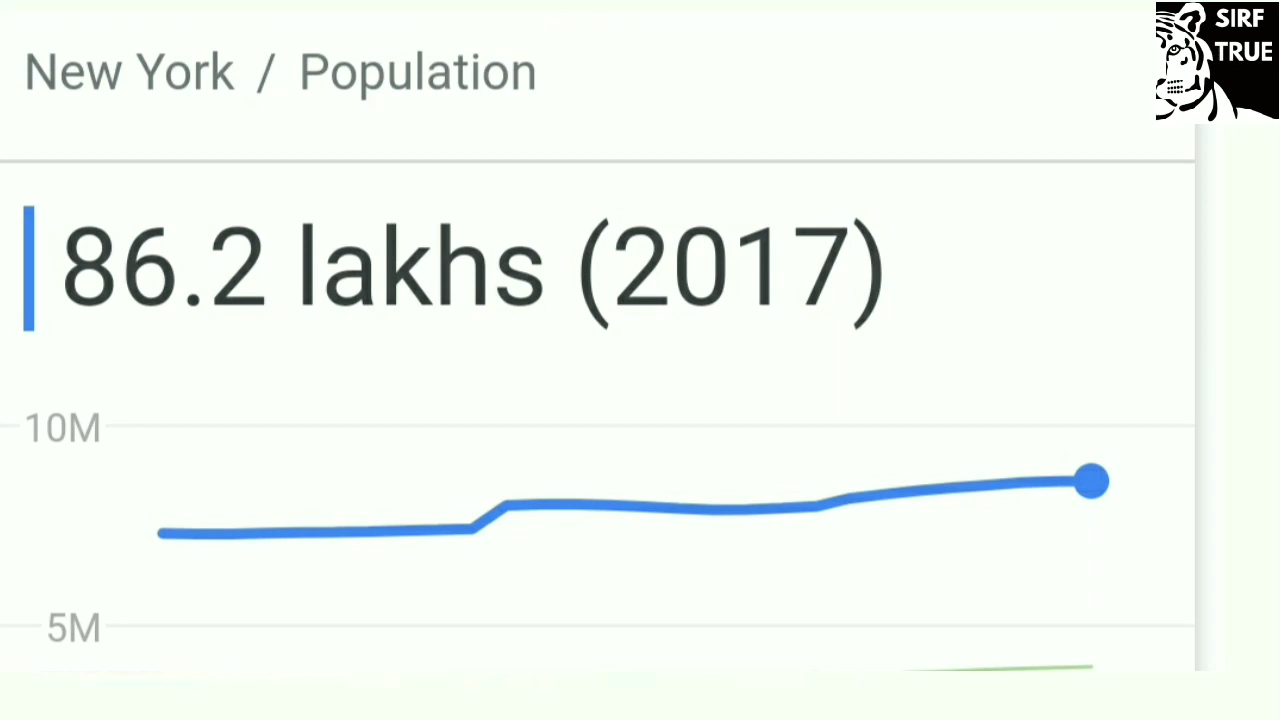 New York / Population
SIRF
TRUE
86.2 lakhs (2017)
10M
5M